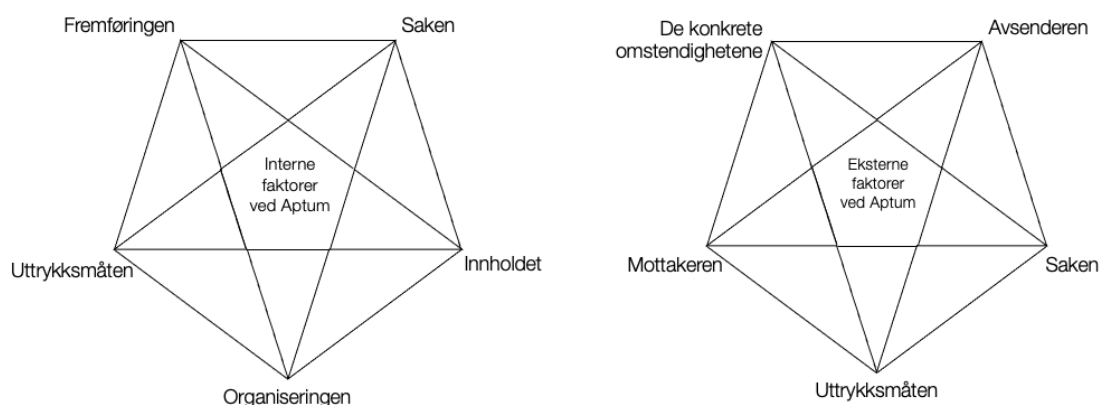 Fremføringen
Saken
Interne
faktorer
ved Aptum
Uttrykksmåten
Innholdet
Organiseringen
De konkrete
omstendighetene
Avsenderen
Eksterne
faktorer
ved Aptum
Mottakeren
Saken
Uttrykksmåten